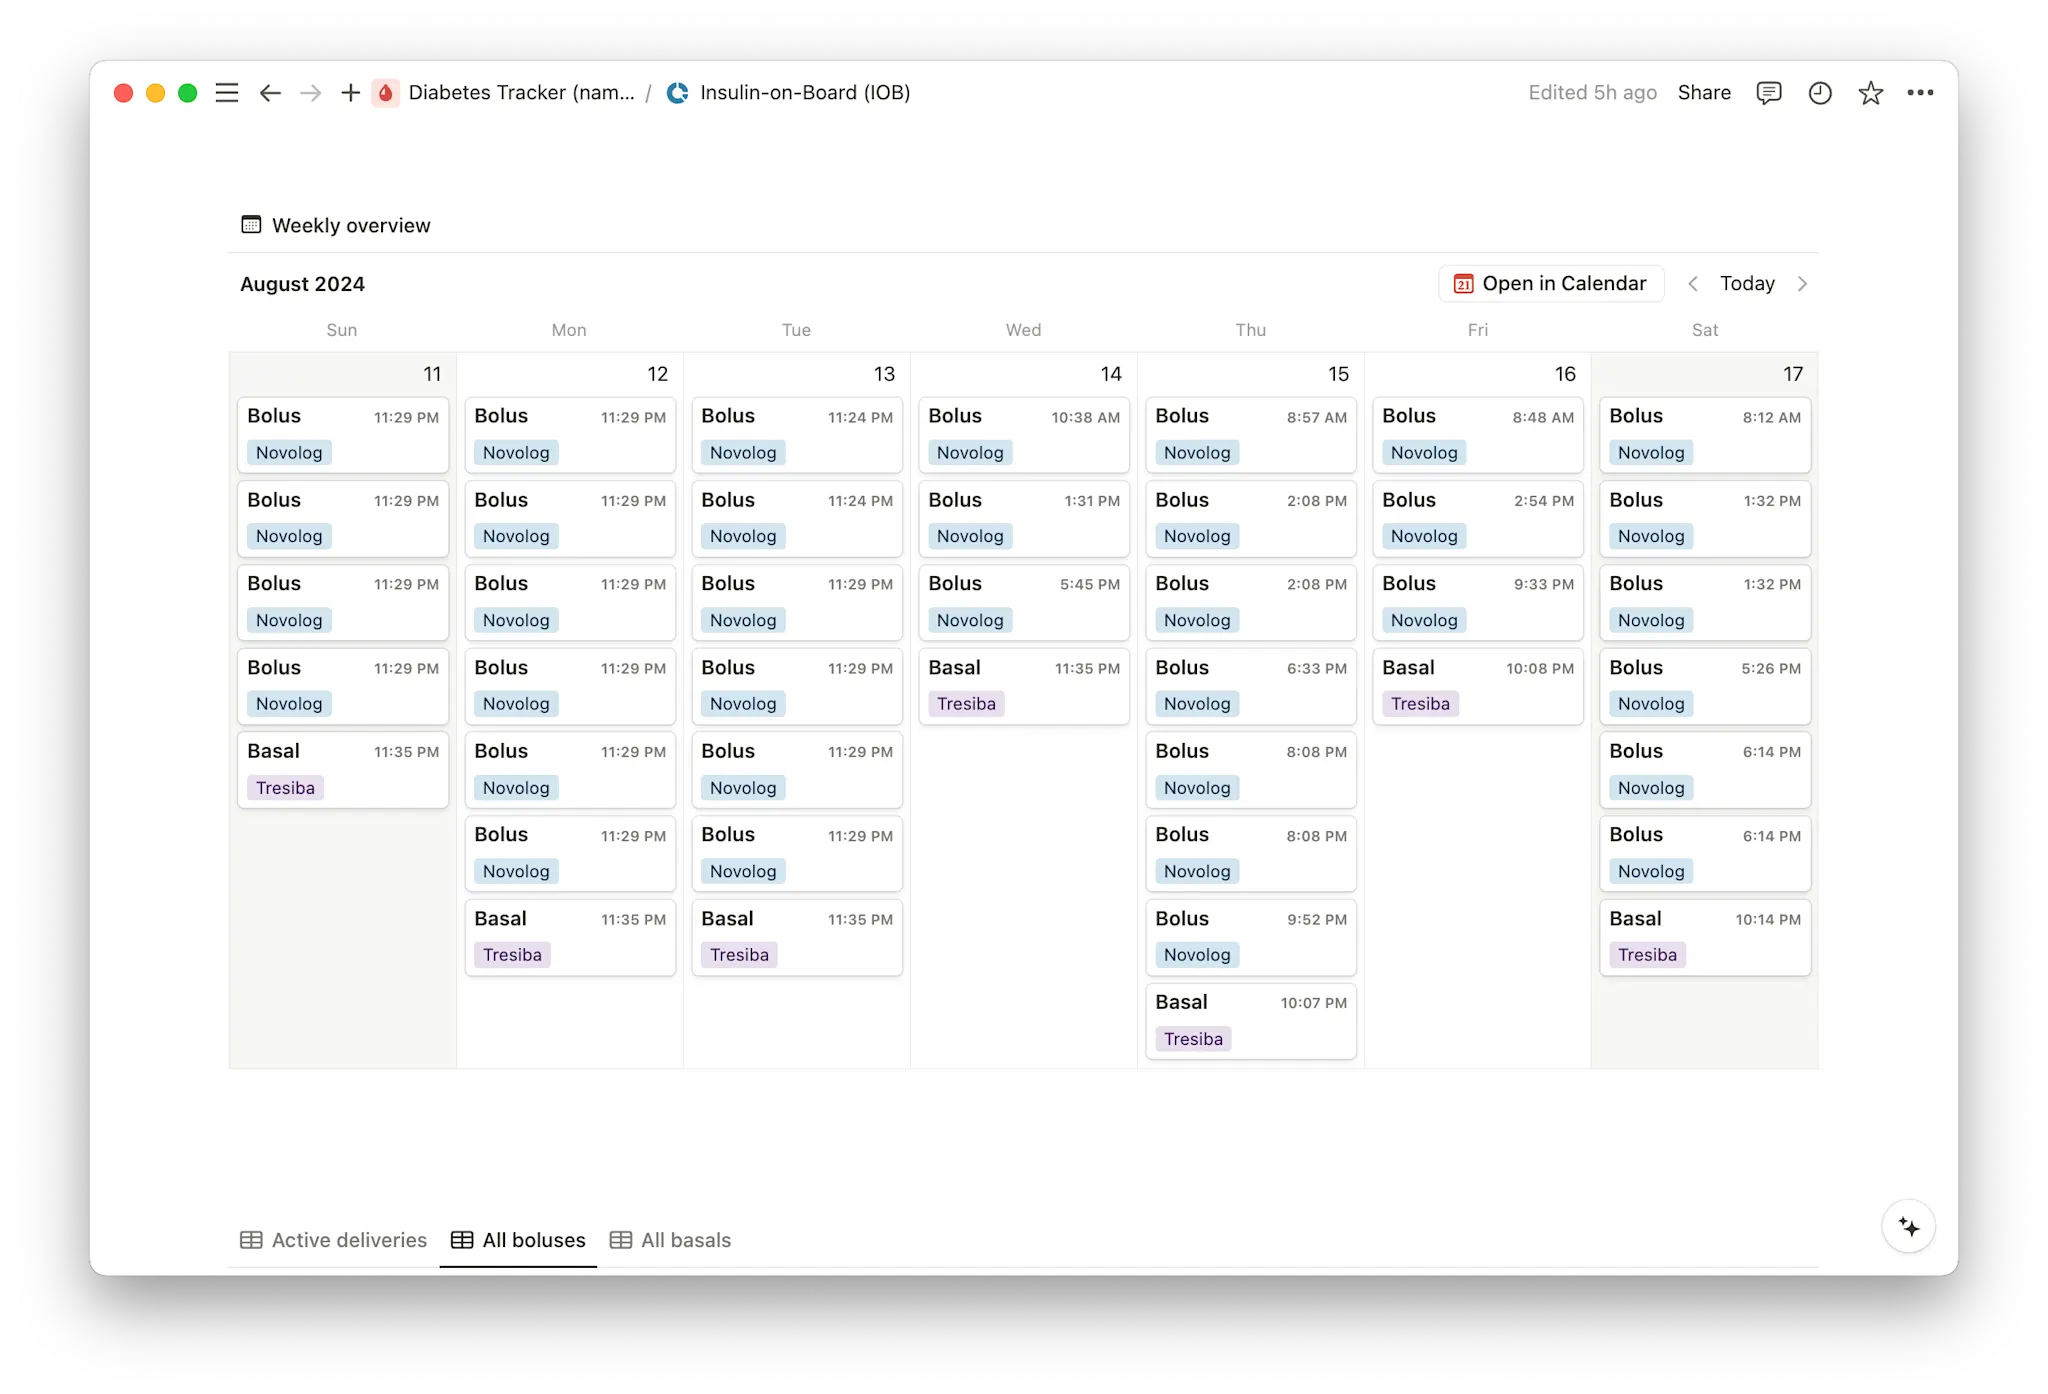 Diabetes Tracker (nam... / Insulin-on-Board (IOB)
Edited 5h ago Share
Weekly overview
August 2024
21 Open in Calendar Today
Sun Mon Tue Wed Thu Fri Sat
11
Bolus 11:29 PM
Novolog
Bolus 11:29 PM
Novolog
Bolus 11:29 PM
Novolog
Bolus 11:29 PM
Novolog
Basal 11:35 PM
Tresiba
12
Bolus 11:29 PM
Novolog
Bolus 11:29 PM
Novolog
Bolus 11:29 PM
Novolog
Bolus 11:29 PM
Novolog
Bolus 11:29 PM
Novolog
Bolus 11:29 PM
Novolog
Basal 11:35 PM
Tresiba
13
Bolus 11:24 PM
Novolog
Bolus 11:24 PM
Novolog
Bolus 11:29 PM
Novolog
Bolus 11:29 PM
Novolog
Bolus 11:29 PM
Novolog
Bolus 11:29 PM
Novolog
Basal 11:35 PM
Tresiba
14
Bolus 10:38 AM
Novolog
Bolus 1:31 PM
Novolog
Bolus 5:45 PM
Novolog
Basal 11:35 PM
Tresiba
15
Bolus 8:57 AM
Novolog
Bolus 2:08 PM
Novolog
Bolus 2:08 PM
Novolog
Bolus 6:33 PM
Novolog
Bolus 8:08 PM
Novolog
Bolus 8:08 PM
Novolog
Bolus 9:52 PM
Novolog
Basal 10:07 PM
Tresiba
16
Bolus 8:48 AM
Novolog
Bolus 2:54 PM
Novolog
Bolus 9:33 PM
Novolog
Basal 10:08 PM
Tresiba
17
Bolus 8:12 AM
Novolog
Bolus 1:32 PM
Novolog
Bolus 1:32 PM
Novolog
Bolus 5:26 PM
Novolog
Bolus 6:14 PM
Novolog
Bolus 6:14 PM
Novolog
Basal 10:14 PM
Tresiba
Active deliveries All boluses All basals